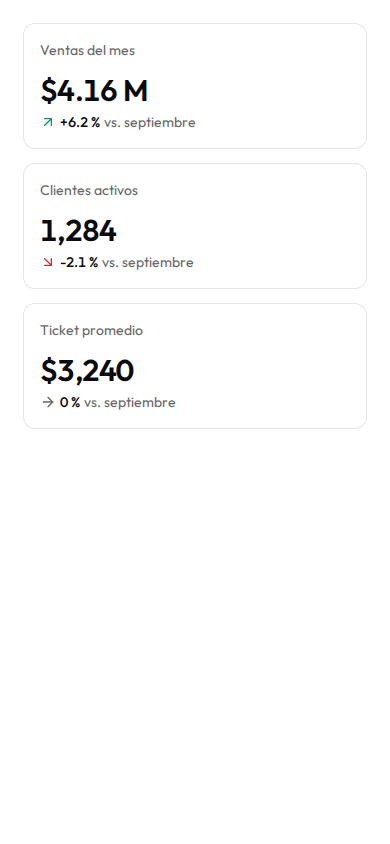 Ventas del mes
$4.16 M
+6.2 % vs. septiembre
Clientes activos
1,284
-2.1 % vs. septiembre
Ticket promedio
$3,240
0 % vs. septiembre